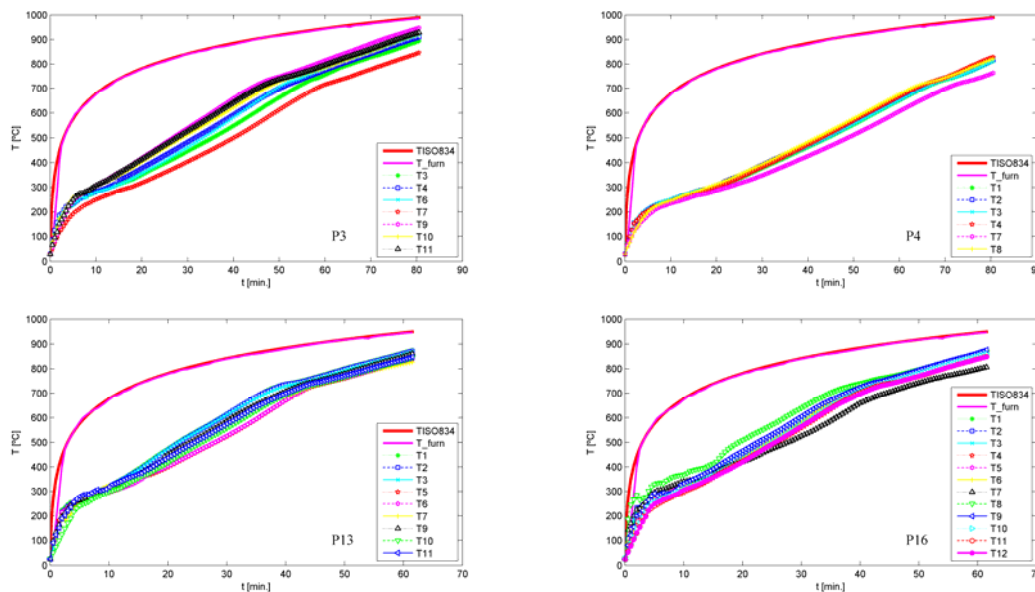 1000
900
800
700
600
500
400
300
200
100
0
T [ºC]
0 10 20 30 40 50 60 70 80 90
t [min.]
P3
TISO834
T_furn
T3
T4
T6
T7
T9
T10
T11
1000
900
800
700
600
500
400
300
200
100
0
T [ºC]
0 10 20 30 40 50 60 70 80 90
t [min.]
P4
TISO834
T_furn
T1
T2
T3
T4
T7
T8
1000
900
800
700
600
500
400
300
200
100
0
T [ºC]
0 10 20 30 40 50 60 70
t [min.]
P13
TISO834
T_furn
T1
T2
T3
T5
T6
T7
T9
T10
T11
1000
900
800
700
600
500
400
300
200
100
0
T [ºC]
0 10 20 30 40 50 60 70
t [min.]
P16
TISO834
T_furn
T1
T2
T3
T4
T5
T6
T7
T8
T9
T10
T11
T12